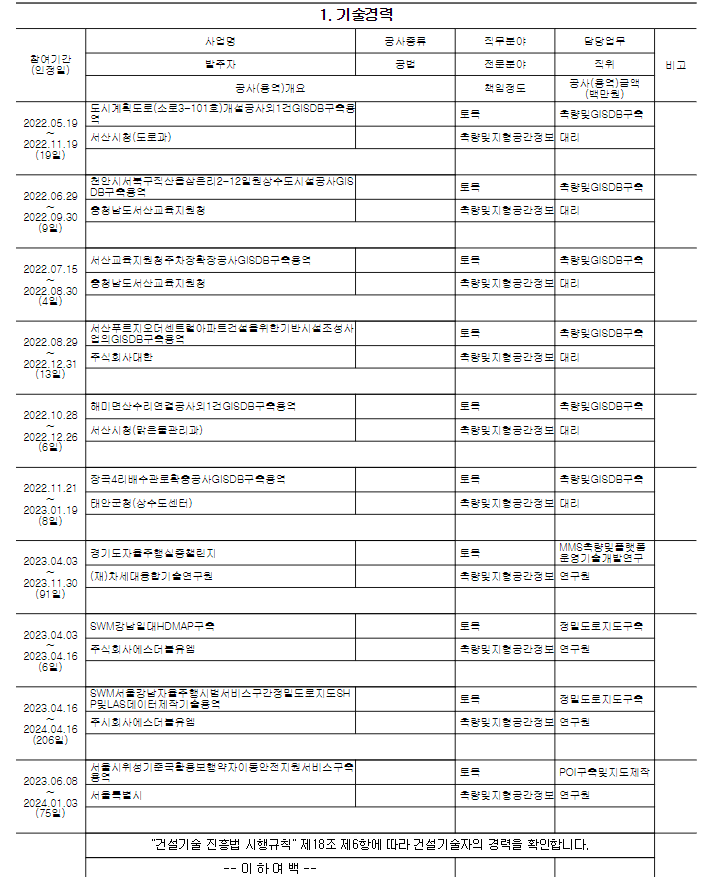 1. 기술경력
참여기간
(인정일)
사업명
공사종류
직무분야
담당업무
비고
발주자
공법
전문분야
직위
공사(용역)개요
책임정도
공사(용역)금액
(백만원)
2022.05.19
~
2022.11.19
(19일)
도시계획도로(소로3-101호)개설공사외1건GISDB구축용
역
토목
측량및GISDB구축
서산시청(도로과)
측량및지형공간정보
대리
2022.06.29
~
2022.09.30
(9일)
천안시서북구직산읍삼은리2-12일원상수도시설공사GIS
DB구축용역
토목
측량및GISDB구축
충청남도서산교육지원청
측량및지형공간정보
대리
2022.07.15
~
2022.08.30
(4일)
서산교육지원청주차장확장공사GISDB구축용역
토목
측량및GISDB구축
충청남도서산교육지원청
측량및지형공간정보
대리
2022.08.29
~
2022.12.31
(13일)
서산푸르지오더센트럴아파트건설을위한기반시설조성사
업의GISDB구축용역
토목
측량및GISDB구축
주식회사대한
측량및지형공간정보
대리
2022.10.28
~
2022.12.26
(6일)
해미면산수리연결공사외1건GISDB구축용역
토목
측량및GISDB구축
서산시청(맑은물관리과)
측량및지형공간정보
대리
2022.11.21
~
2023.01.19
(8일)
장곡4리배수관로확충공사GISDB구축용역
토목
측량및GISDB구축
태안군청(상수도센터)
측량및지형공간정보
대리
2023.04.03
~
2023.11.30
(91일)
경기도자율주행실증챌린지
토목
MMS측량및플랫폼
운영기술개발연구
(재)차세대융합기술연구원
측량및지형공간정보
연구원
2023.04.03
~
2023.04.16
(6일)
SWM강남일대HDMAP구축
토목
정밀도로지도구축
주식회사에스더블유엠
측량및지형공간정보
연구원
2023.04.16
~
2024.04.16
(206일)
SWM서울강남자율주행시범서비스구간정밀도로지도SH
P및LAS데이터제작기술용역
토목
정밀도로지도구축
주시회사에스더블유엠
측량및지형공간정보
연구원
2023.06.08
~
2024.01.03
(75일)
서울시위성기준국활용보행약자이동안전지원서비스구축
용역
토목
POI구축및지도제작
서울특별시
측량및지형공간정보
연구원
"건설기술 진흥법 시행규칙" 제18조 제6항에 따라 건설기술자의 경력을 확인합니다.
-- 이 하 여 백 --